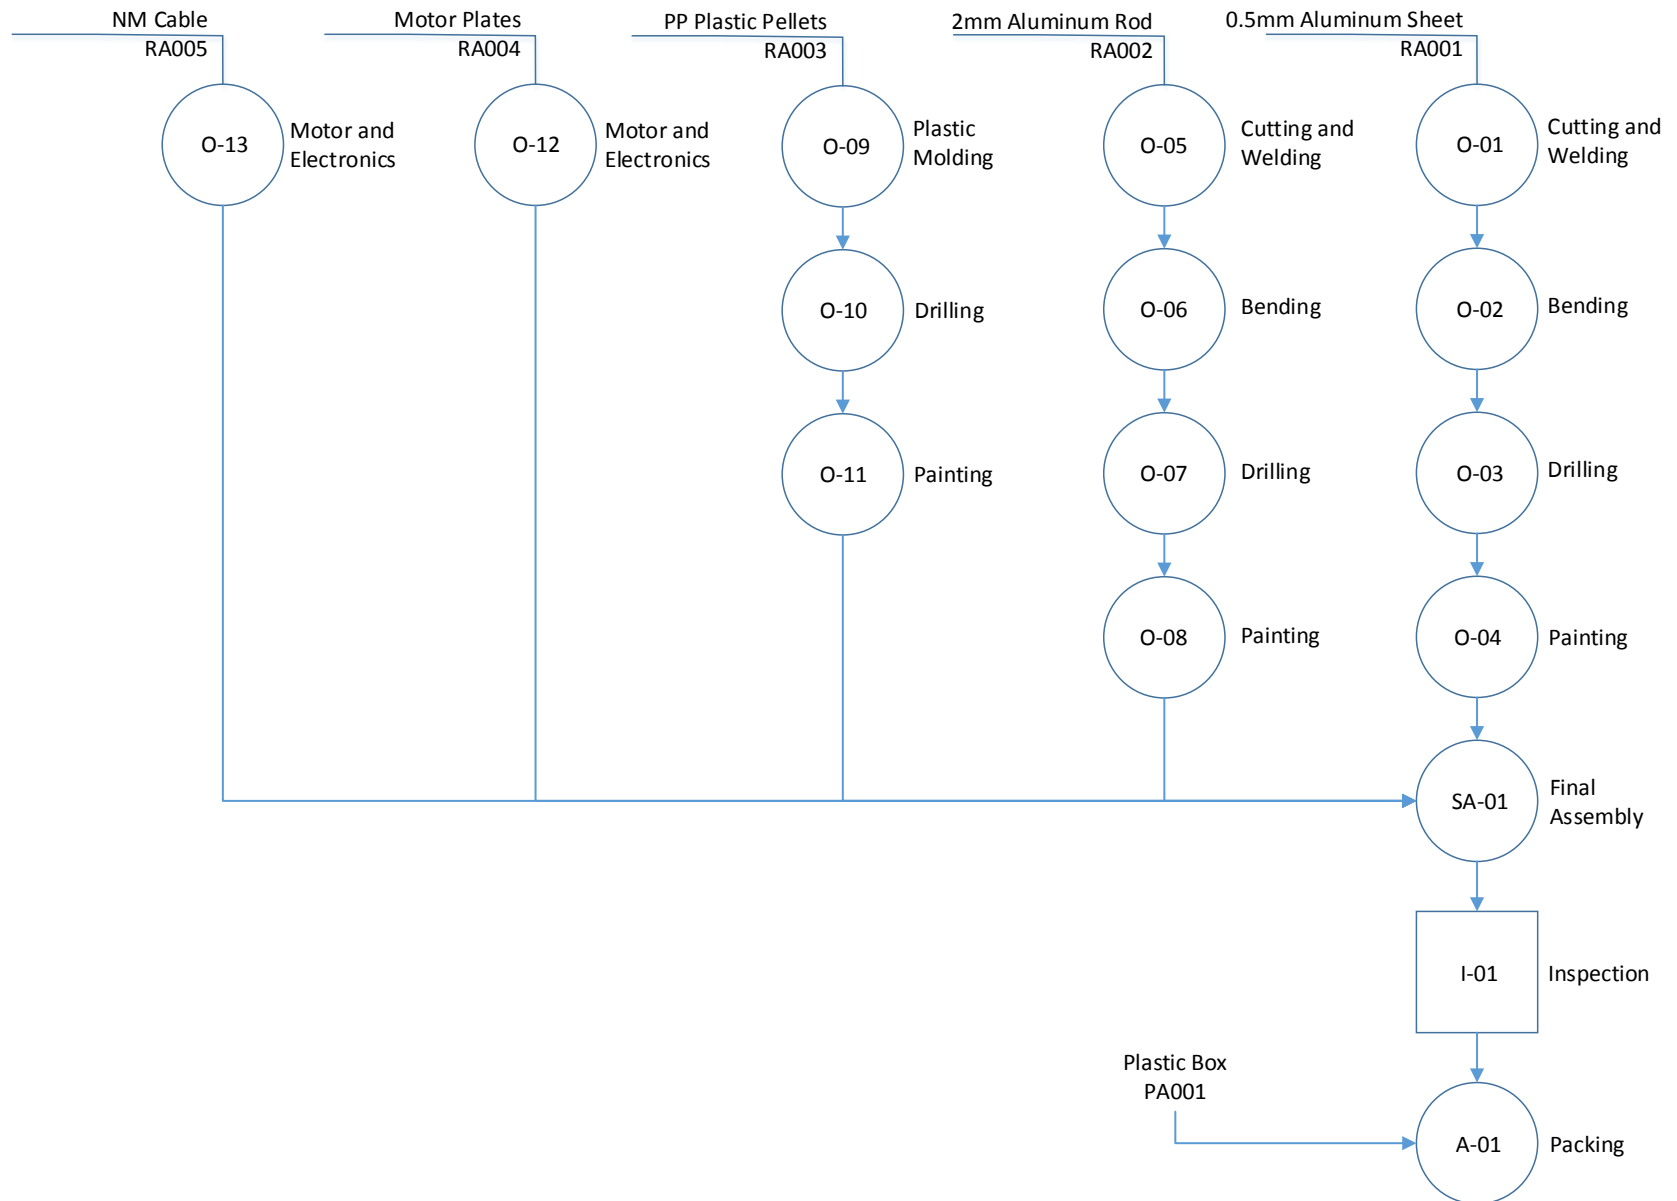 NM Cable
RA005
Motor Plates
RA004
PP Plastic Pellets
RA003
2mm Aluminum Rod
RA002
0.5mm Aluminum Sheet
RA001
O-13
Motor and
Electronics
O-12
Motor and
Electronics
O-09
Plastic
Molding
O-05
Cutting and
Welding
O-01
Cutting and
Welding
O-10
Drilling
O-06
Bending
O-02
Bending
O-11
Painting
O-07
Drilling
O-03
Drilling
O-08
Painting
O-04
Painting
SA-01
Final
Assembly
I-01
Inspection
Plastic Box
PA001
A-01
Packing